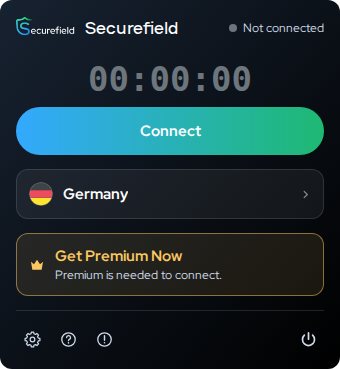 Securefield Securefield
Not connected
00:00:00
Connect
Germany
Get Premium Now
Premium is needed to connect.